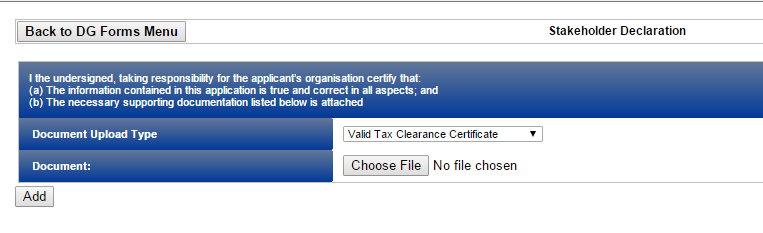 Back to DG Forms Menu
Stakeholder Declaration
I the undersigned, taking responsibility for the applicant's organisation certify that:
(a) The information contained in this application is true and correct in all aspects; and
(b) The necessary supporting documentation listed below is attached
Document Upload Type
Valid Tax Clearance Certificate
Document:
Choose File No file chosen
Add